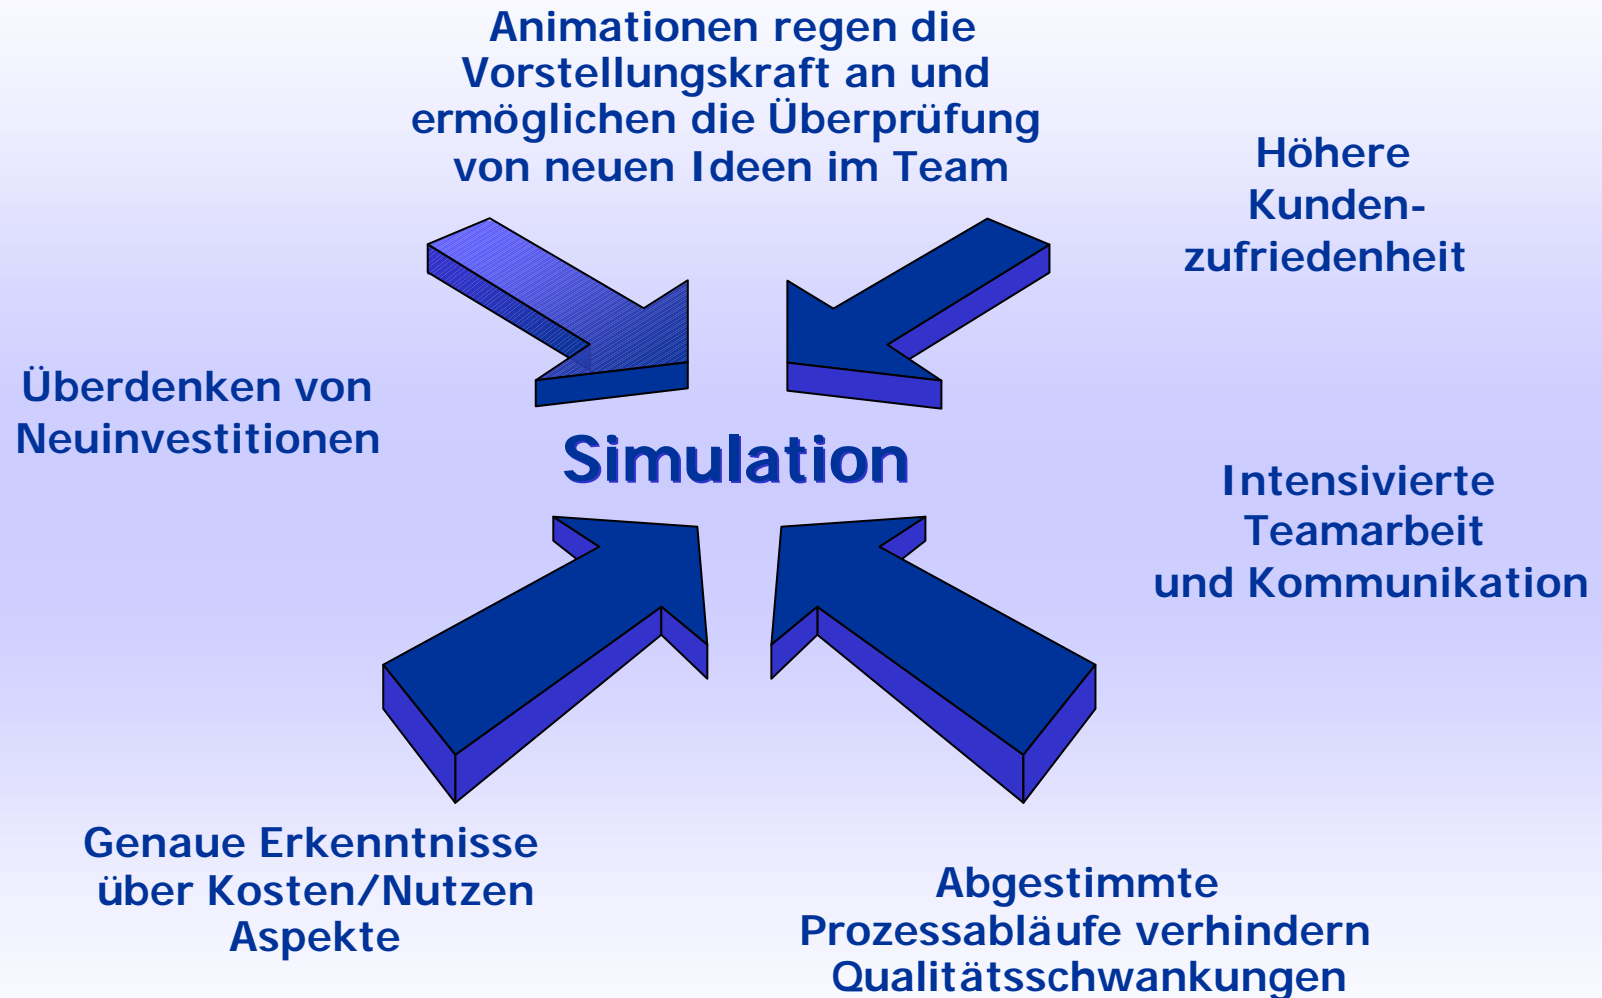 Animationen regen die
Vorstellungskraft an und
ermöglichen die Überprüfung
von neuen Ideen im Team
Höhere
Kunden-
zufriedenheit
Überdenken von
Neuinvestitionen
Simulation
Intensivierte
Teamarbeit
und Kommunikation
Genaue Erkenntnisse
über Kosten/Nutzen
Aspekte
Abgestimmte
Prozessabläufe verhindern
Qualitätsschwankungen